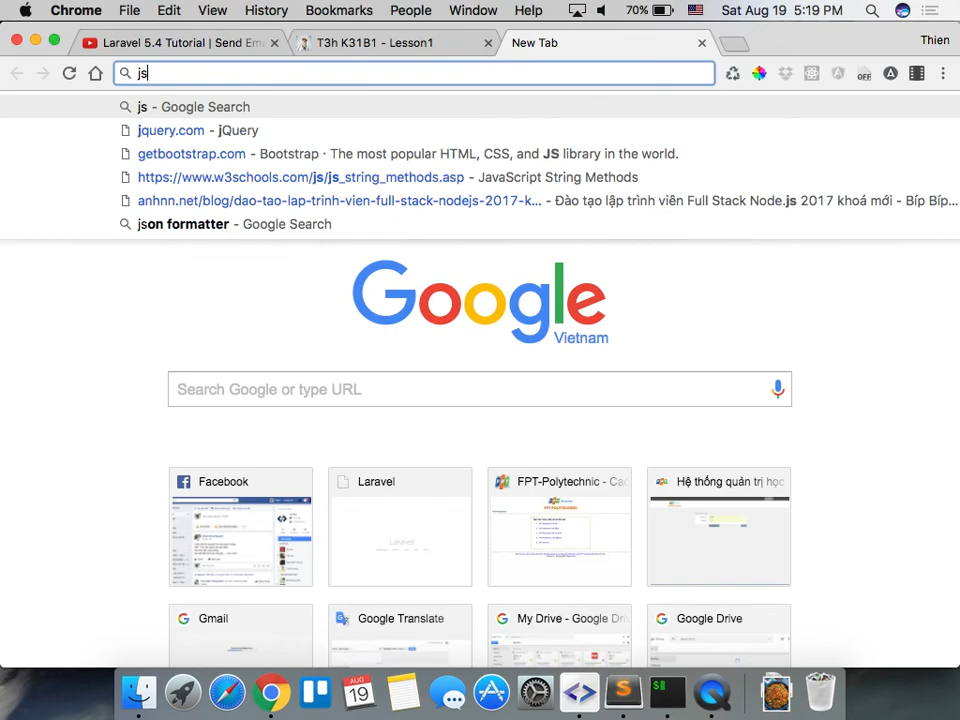 Chrome File Edit View History Bookmarks People Window Help 70% Sat Aug 19 5:19 PM
Laravel 5.4 Tutorial | Send Em
T3h K31B1 - Lesson1
New Tab
Thien
js
OFF
js - Google Search
jquery.com - jQuery
getbootstrap.com - Bootstrap · The most popular HTML, CSS, and JS library in the world.
https://www.w3schools.com/js/js_string_methods.asp - JavaScript String Methods
anhnn.net/blog/dao-tao-lap-trinh-vien-full-stack-nodejs-2017-k... - Đào tạo lập trình viên Full Stack Node.js 2017 khoá mới - Bíp Bíp...
json formatter - Google Search
Google
Vietnam
Search Google or type URL
Facebook
Laravel
FPT-Polytechnic - Cao
Hệ thống quản trị học
Laravel
Gmail
Google Translate
My Drive - Google Dri
Google Drive
AUG
19